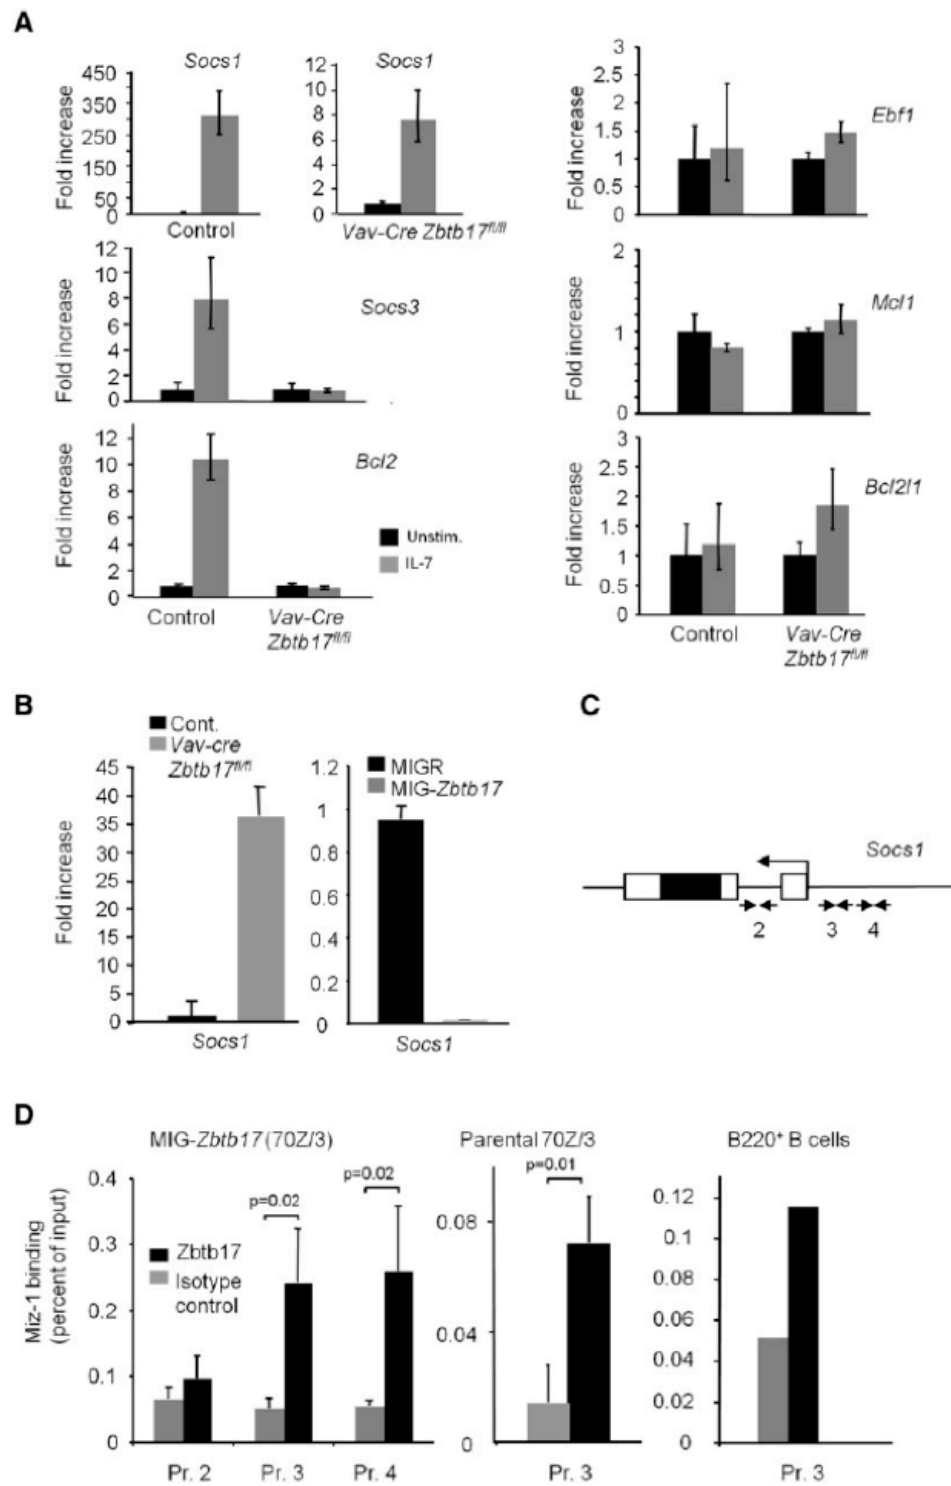 A
Socs1
Fold increase
450
350
250
150
50
0
Control
Socs1
12
10
8
6
4
2
0
Vav-Cre Zbtb17fl/fl
Fold increase
3
2.5
2
1.5
1
0.5
0
Ebf1
Fold increase
12
10
8
6
4
2
0
Socs3
Fold increase
2
1
0
Mcl1
Fold increase
12
10
8
6
4
2
0
Bcl2
Unstim.
IL-7
Control
Vav-Cre
Zbtb17fl/fl
Fold increase
3
2.5
2
1.5
1
0.5
0
Bcl2l1
Control
Vav-Cre
Zbtb17fl/fl
B
Cont.
Vav-cre
Zbtb17fl/fl
Fold increase
45
40
35
30
25
20
15
10
5
0
Socs1
MIGR
MIG-Zbtb17
1.2
1
0.8
0.6
0.4
0.2
0
Socs1
C
Socs1
2
3
4
D
MIG-Zbtb17 (70Z/3)
Miz-1 binding
(percent of input)
0.4
0.3
0.2
0.1
0
Zbtb17
Isotype
control
p=0.02
p=0.02
Pr. 2
Pr. 3
Pr. 4
Parental 70Z/3
p=0.01
0.08
0.04
0
Pr. 3
B220+ B cells
0.12
0.1
0.08
0.06
0.04
0.02
0
Pr. 3